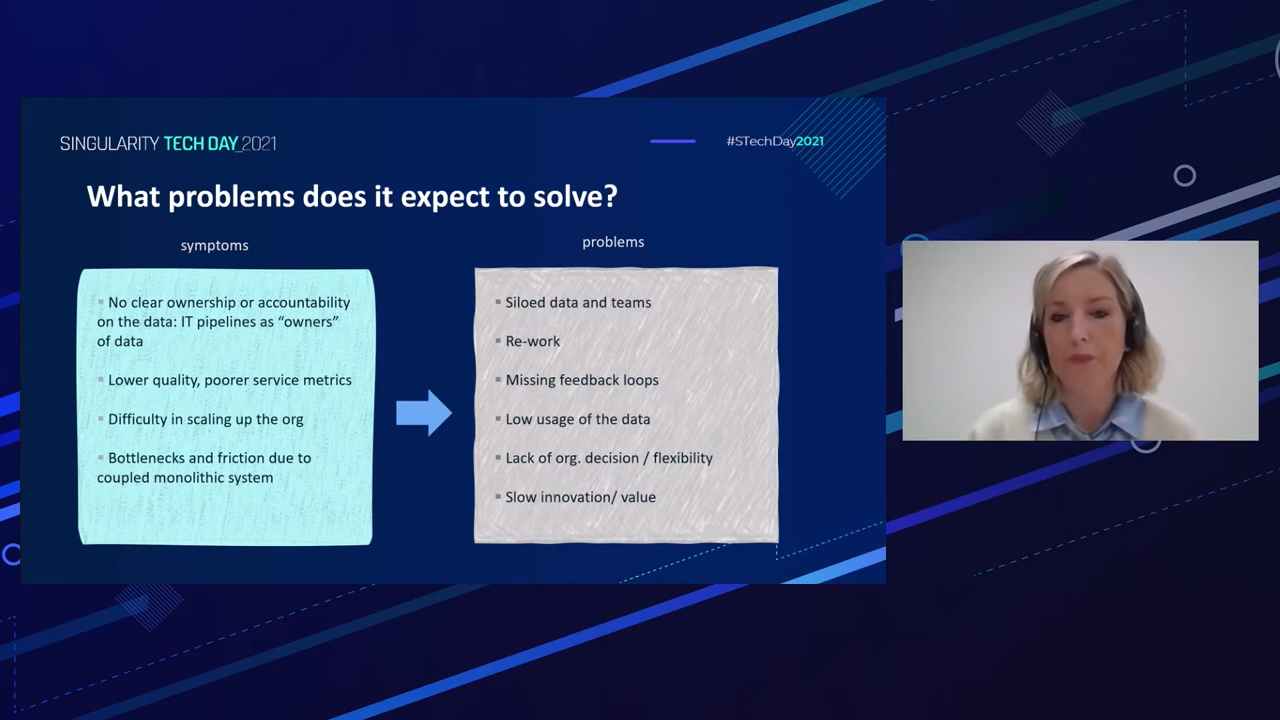 SINGULARITY TECH DAY_2021
#STechDay2021
What problems does it expect to solve?
symptoms
▪ No clear ownership or accountability
on the data: IT pipelines as “owners”
of data
▪ Lower quality, poorer service metrics
▪ Difficulty in scaling up the org
▪ Bottlenecks and friction due to
coupled monolithic system
problems
▪ Siloed data and teams
▪ Re-work
▪ Missing feedback loops
▪ Low usage of the data
▪ Lack of org. decision / flexibility
▪ Slow innovation/ value